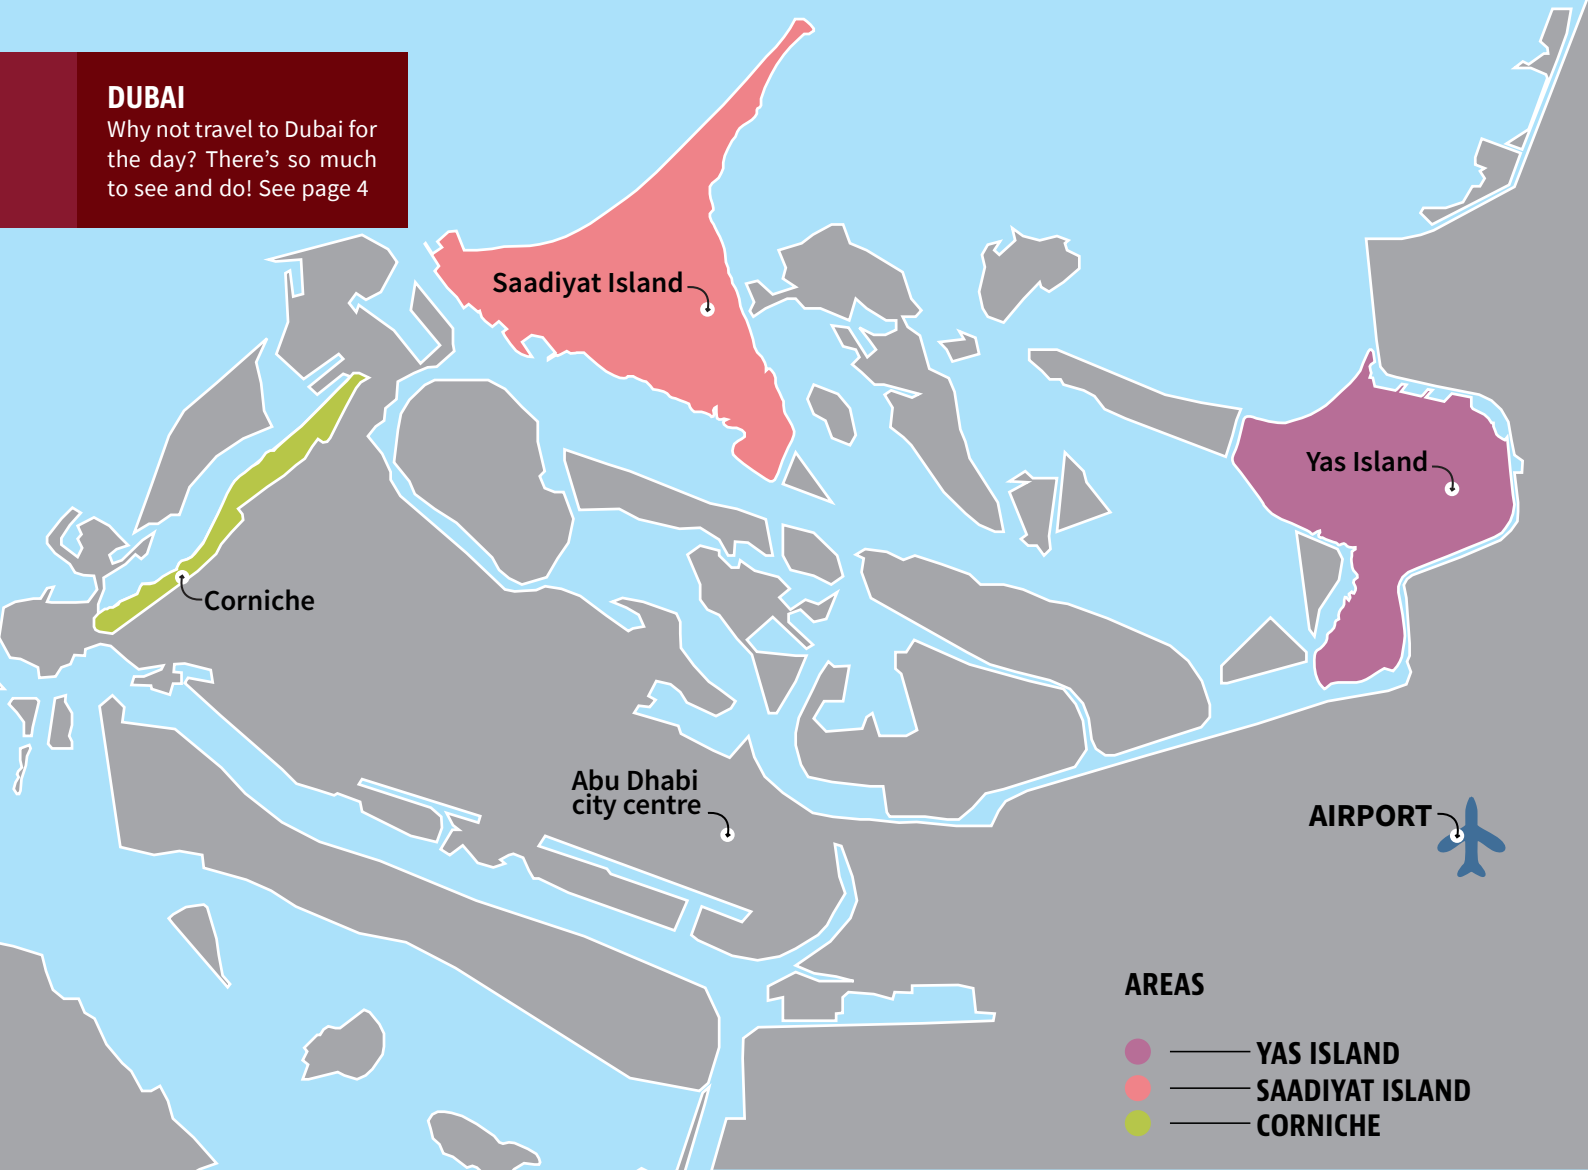 DUBAI
Why not travel to Dubai for
the day? There's so much
to see and do! See page 4
Saadiyat Island
Yas Island
Corniche
Abu Dhabi
city centre
AIRPORT
AREAS
YAS ISLAND
SAADIYAT ISLAND
CORNICHE